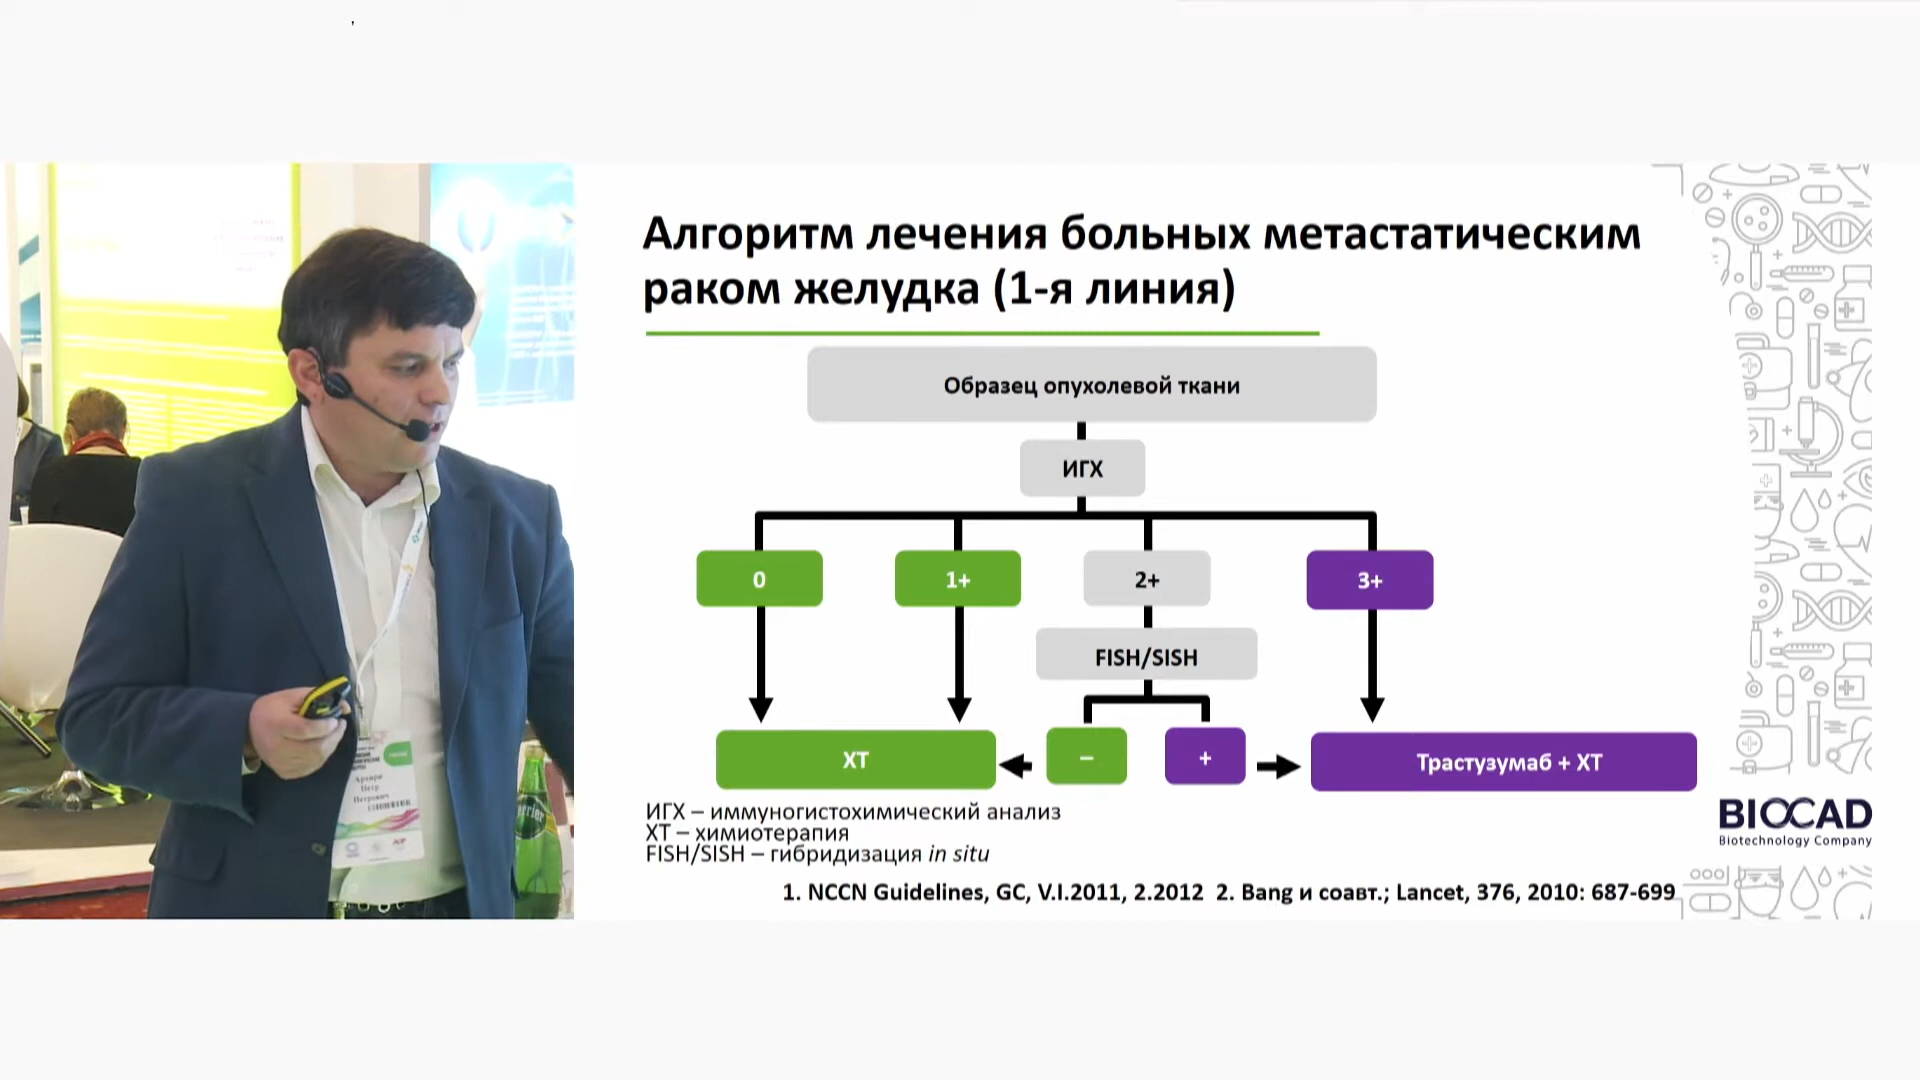 Алгоритм лечения больных метастатическим
раком желудка (1-я линия)
Образец опухолевой ткани
ИГХ
0
1+
2+
3+
FISH/SISH
ХТ
–
+
Трастузумаб + ХТ
ИГХ – иммуногистохимический анализ
ХТ – химиотерапия
FISH/SISH – гибридизация in situ
1. NCCN Guidelines, GC, V.I.2011, 2.2012 2. Bang и соавт.; Lancet, 376, 2010: 687-699
BIOCAD
Biotechnology Company
Петр
Петрович